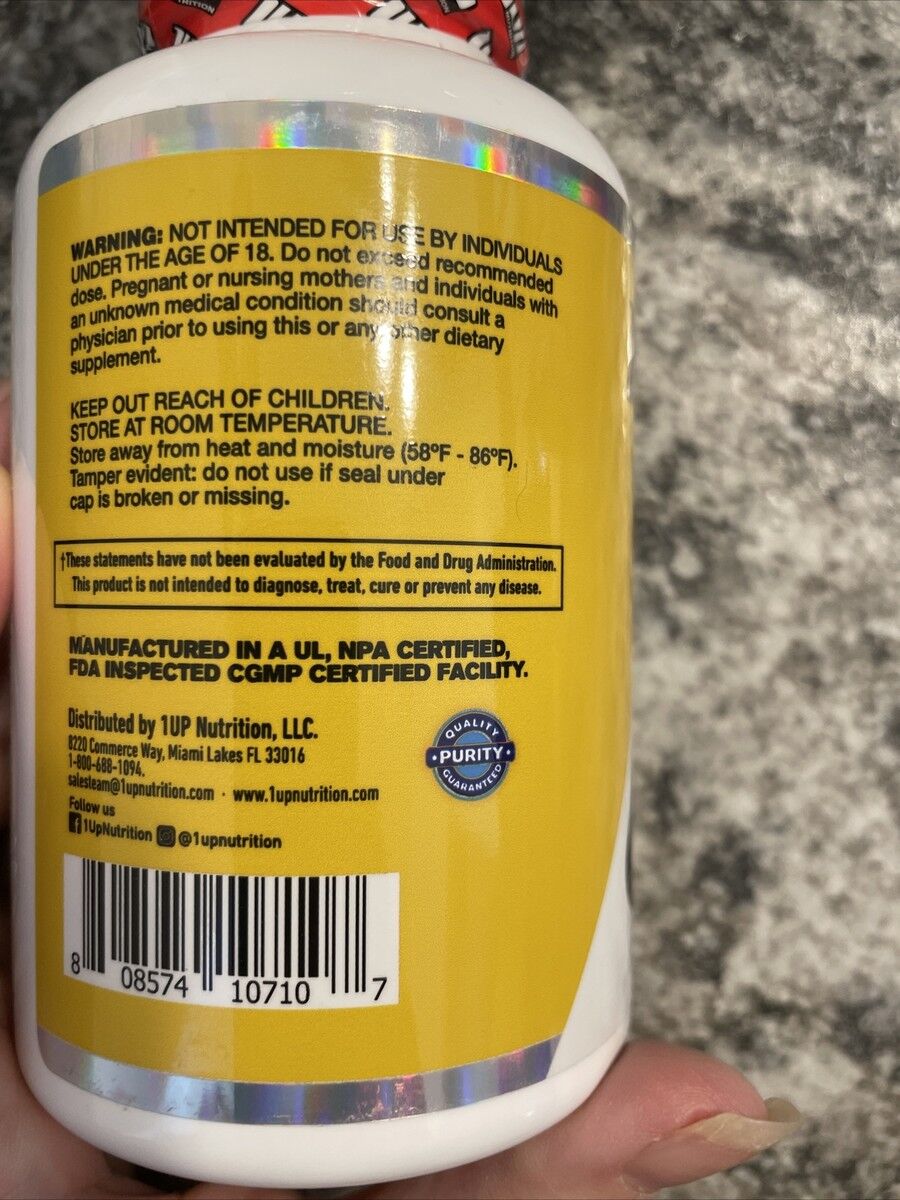 NUTRITION
WARNING: NOT INTENDED FOR USE BY INDIVIDUALS
UNDER THE AGE OF 18. Do not exceed recommended
dose. Pregnant or nursing mothers and individuals with
an unknown medical condition should consult a
physician prior to using this or any other dietary
supplement.
KEEP OUT REACH OF CHILDREN.
STORE AT ROOM TEMPERATURE.
Store away from heat and moisture (58ºF - 86ºF).
Tamper evident: do not use if seal under
cap is broken or missing.
†These statements have not been evaluated by the Food and Drug Administration.
This product is not intended to diagnose, treat, cure or prevent any disease.
MANUFACTURED IN A UL, NPA CERTIFIED,
FDA INSPECTED CGMP CERTIFIED FACILITY.
Distributed by 1UP Nutrition, LLC.
8220 Commerce Way, Miami Lakes FL 33016
1-800-688-1094.
salesteam@1upnutrition.com · www.1upnutrition.com
Follow us
1UpNutrition @1upnutrition
QUALITY
PURITY
GUARANTEED
8 08574 10710 7